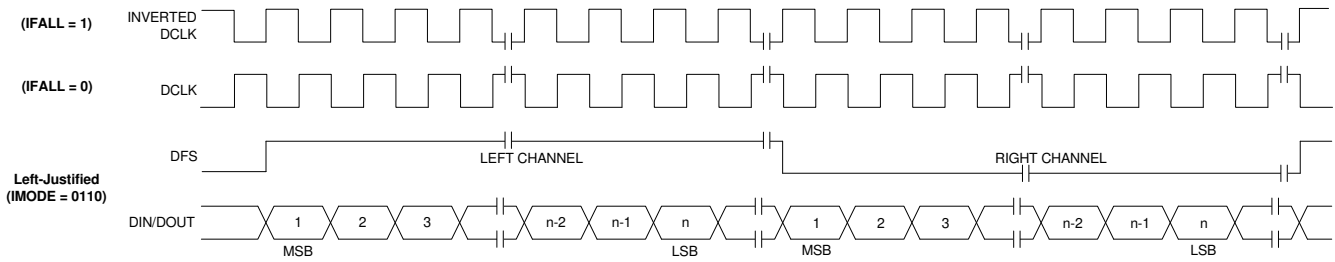 (IFALL = 1)
INVERTED
DCLK
(IFALL = 0)
DCLK
DFS
LEFT CHANNEL
RIGHT CHANNEL
Left-Justified
(IMODE = 0110)
DIN/DOUT
1 2 3 n-2 n-1 n 1 2 3 n-2 n-1 n
MSB LSB MSB LSB